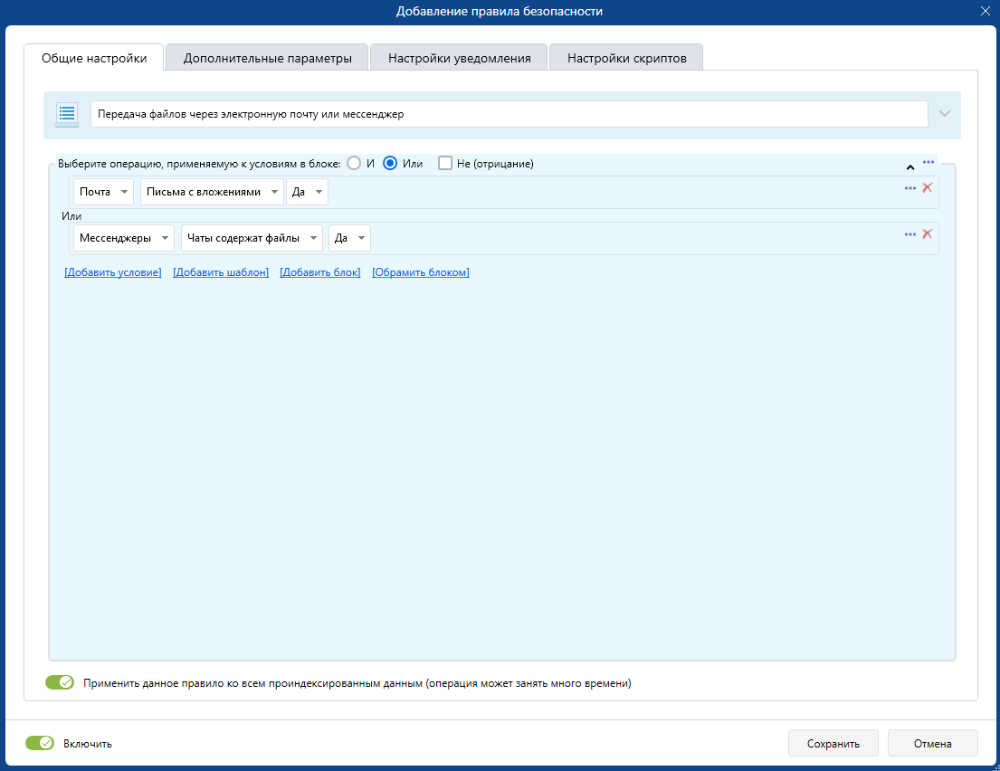 Добавление правила безопасности
Общие настройки Дополнительные параметры Настройки уведомления Настройки скриптов
Передача файлов через электронную почту или мессенджер
Выберите операцию, применяемую к условиям в блоке: И Или Не (отрицание)
Почта Письма с вложениями Да
Или
Мессенджеры Чаты содержат файлы Да
[Добавить условие] [Добавить шаблон] [Добавить блок] [Обрамить блоком]
Применить данное правило ко всем проиндексированным данным (операция может занять много времени)
Включить Сохранить Отмена